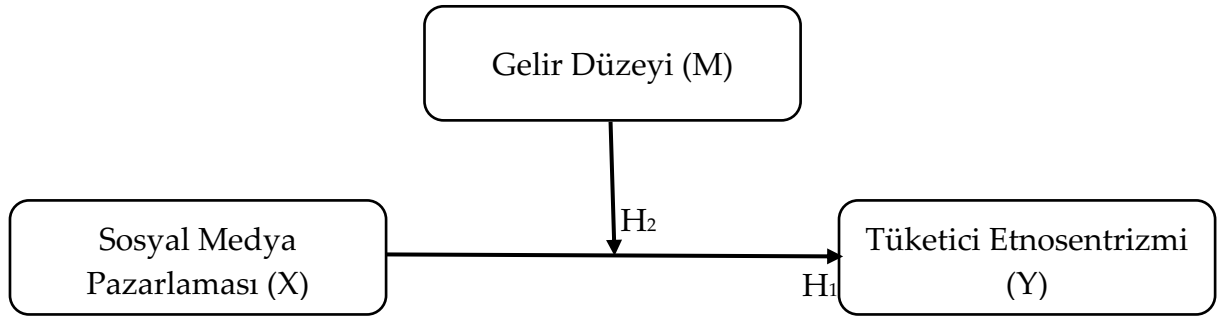 Gelir Düzeyi (M)
H2
Sosyal Medya
Pazarlaması (X)
Tüketici Etnosentrizmi
(Y)
H1